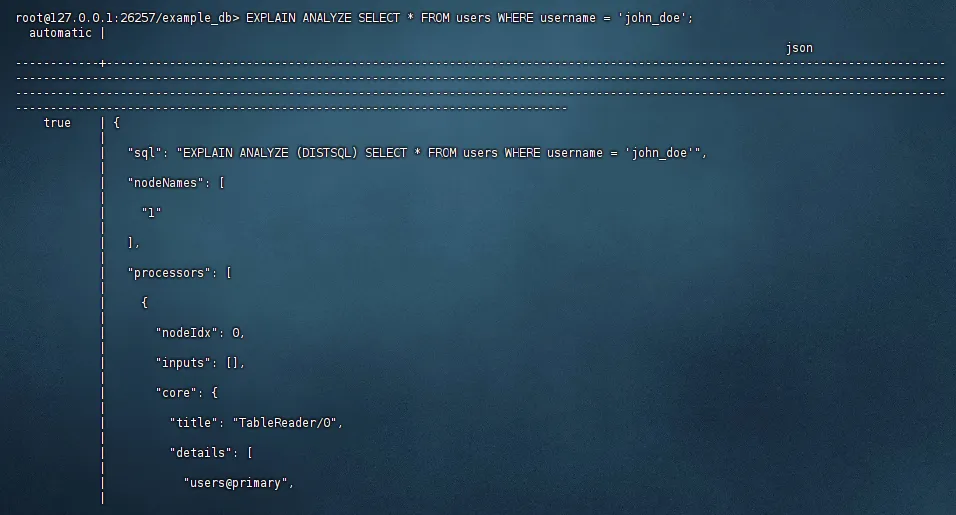 root@127.0.0.1:26257/example_db> EXPLAIN ANALYZE SELECT * FROM users WHERE username = 'john_doe';
  automatic |
                                                                                                              json
------------+------------------------------------------------------------------------------------------------------------------------
-------------------------------------------------------------------------------------------------------------------------------------
-------------------------------------------------------------------------------------------------------------------------------------
-------------------------------------------------------------------------------
    true    | {
            |
            |   "sql": "EXPLAIN ANALYZE (DISTSQL) SELECT * FROM users WHERE username = 'john_doe'",
            |
            |   "nodeNames": [
            |
            |     "1"
            |
            |   ],
            |
            |   "processors": [
            |
            |     {
            |
            |       "nodeIdx": 0,
            |
            |       "inputs": [],
            |
            |       "core": {
            |
            |         "title": "TableReader/0",
            |
            |         "details": [
            |
            |           "users@primary",
            |